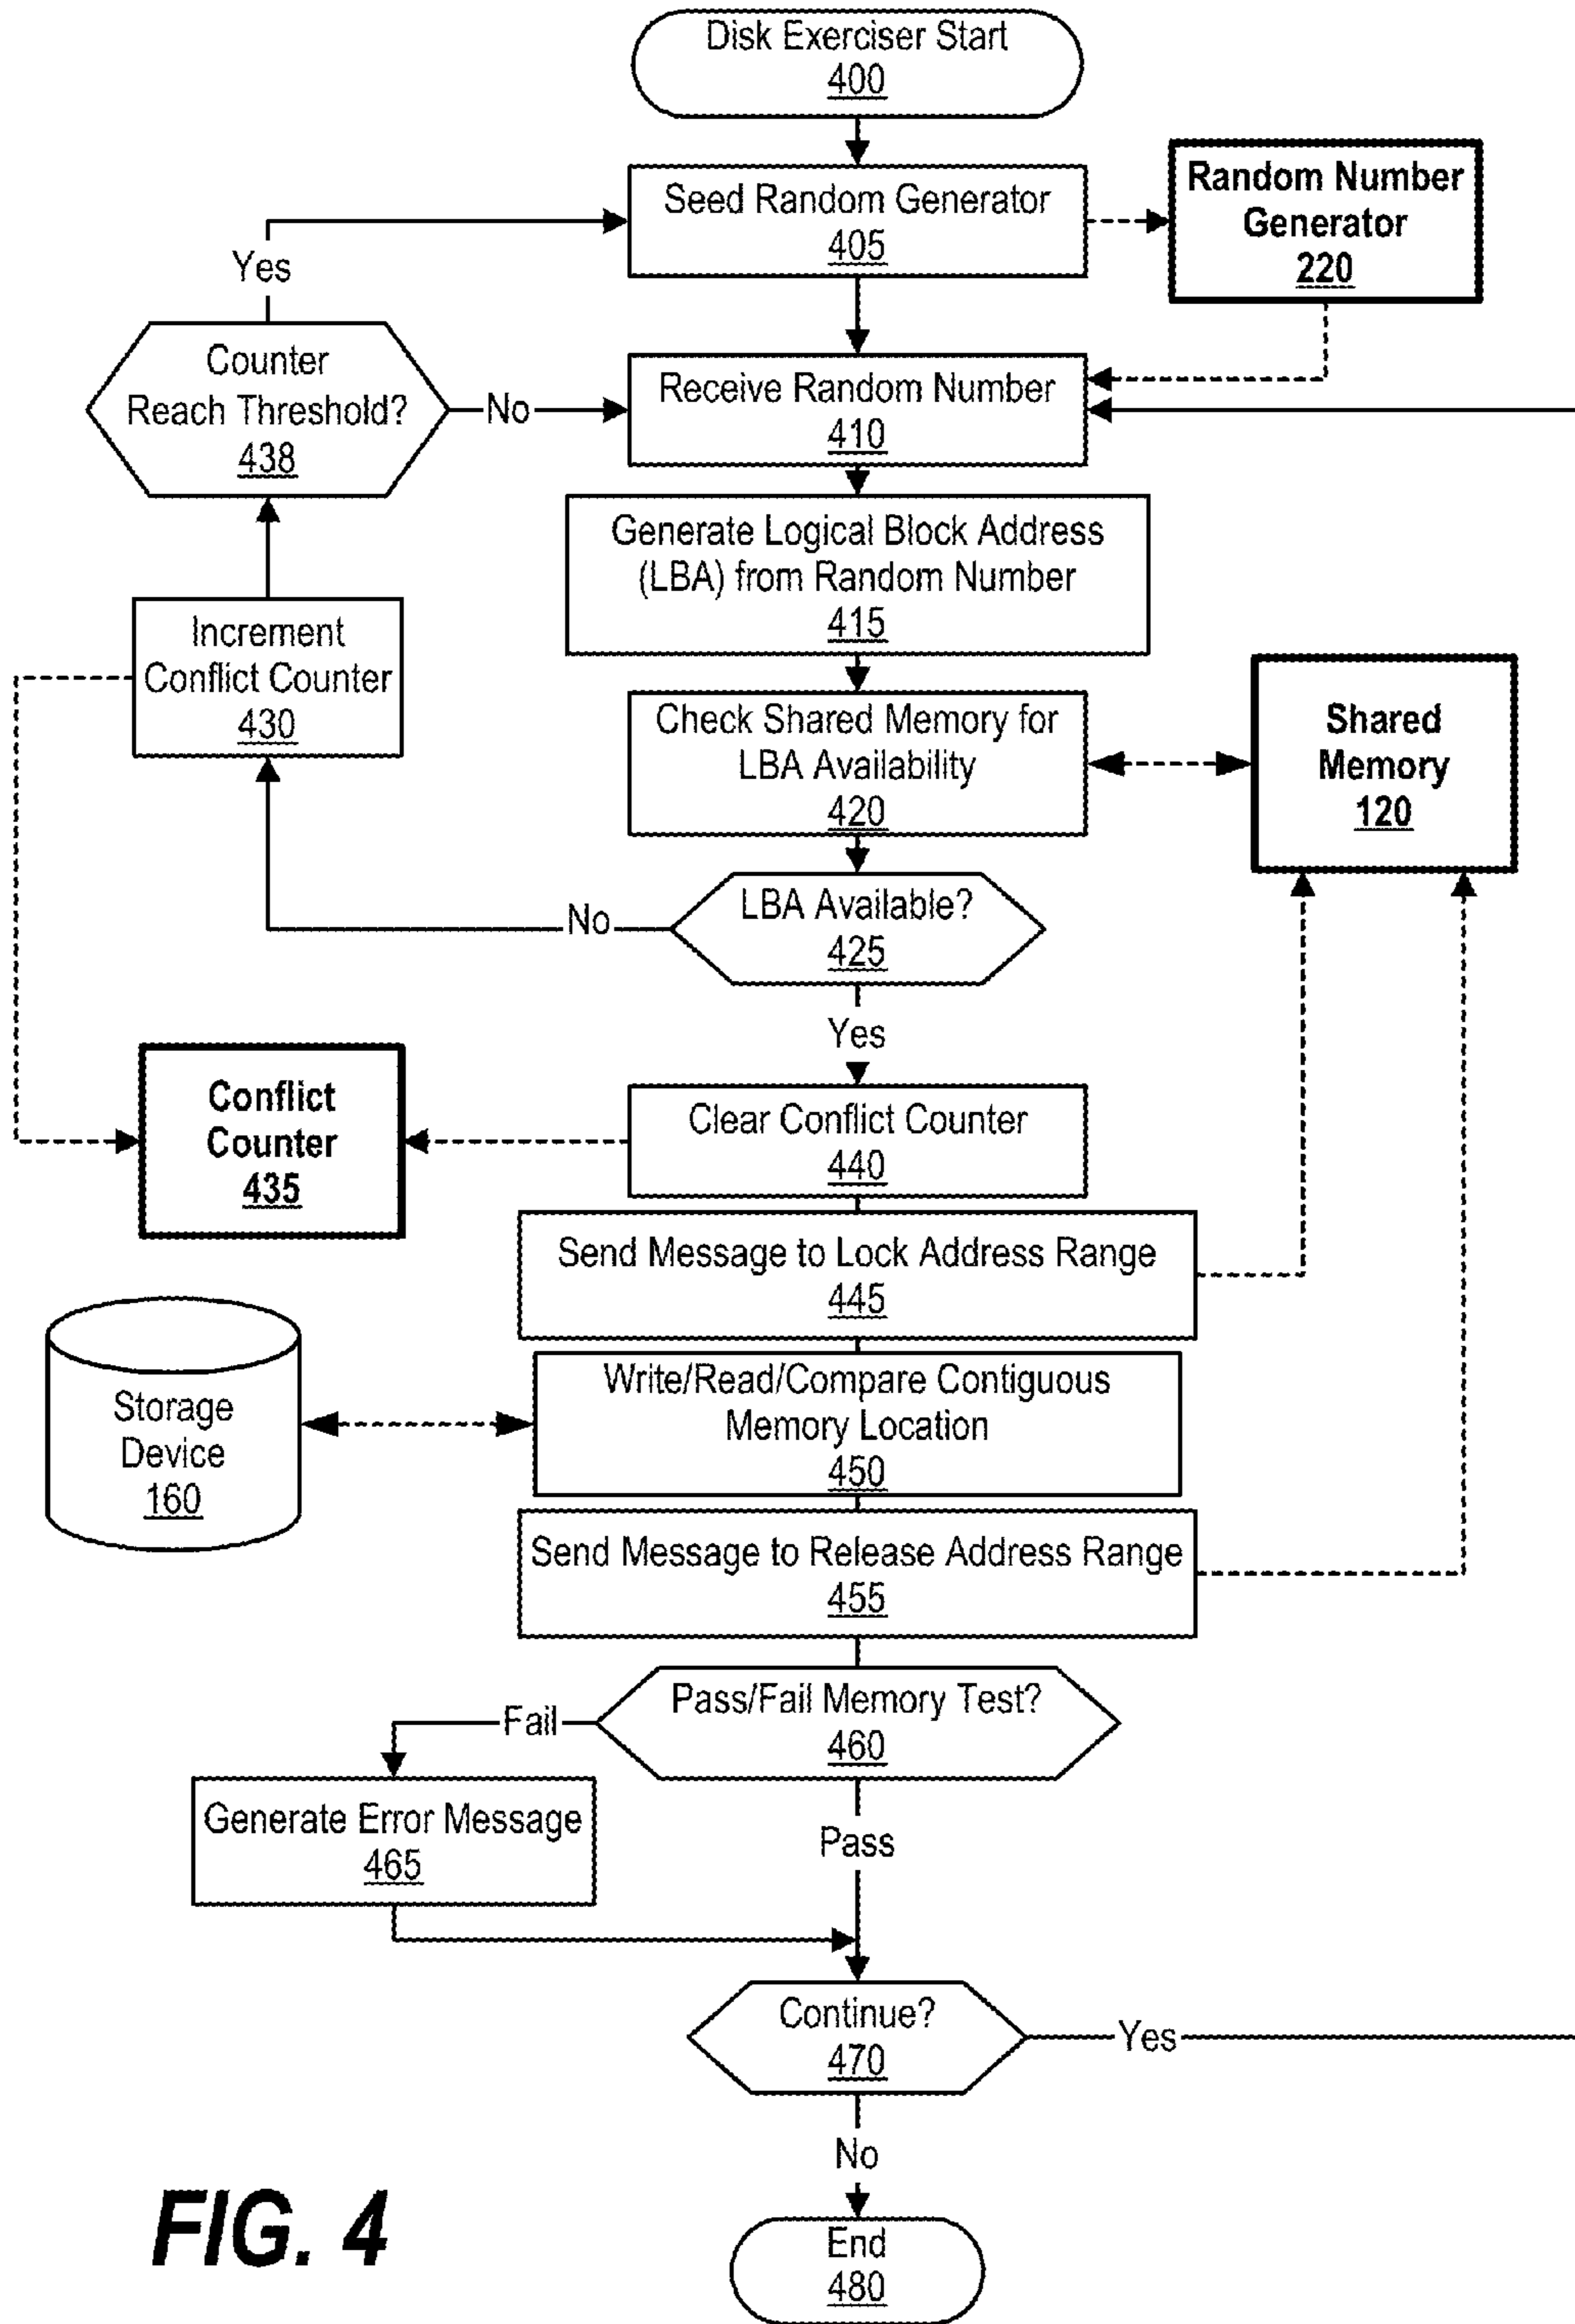 Disk Exerciser Start
400
Seed Random Generator
405
Random Number
Generator
220
Yes
Counter
Reach Threshold?
438
No
Receive Random Number
410
Generate Logical Block Address
(LBA) from Random Number
415
Increment
Conflict Counter
430
Check Shared Memory for
LBA Availability
420
Shared
Memory
120
LBA Available?
425
No
Yes
Conflict
Counter
435
Clear Conflict Counter
440
Send Message to Lock Address Range
445
Storage
Device
160
Write/Read/Compare Contiguous
Memory Location
450
Send Message to Release Address Range
455
Pass/Fail Memory Test?
460
Fail
Generate Error Message
465
Pass
Continue?
470
Yes
No
End
480
FIG. 4